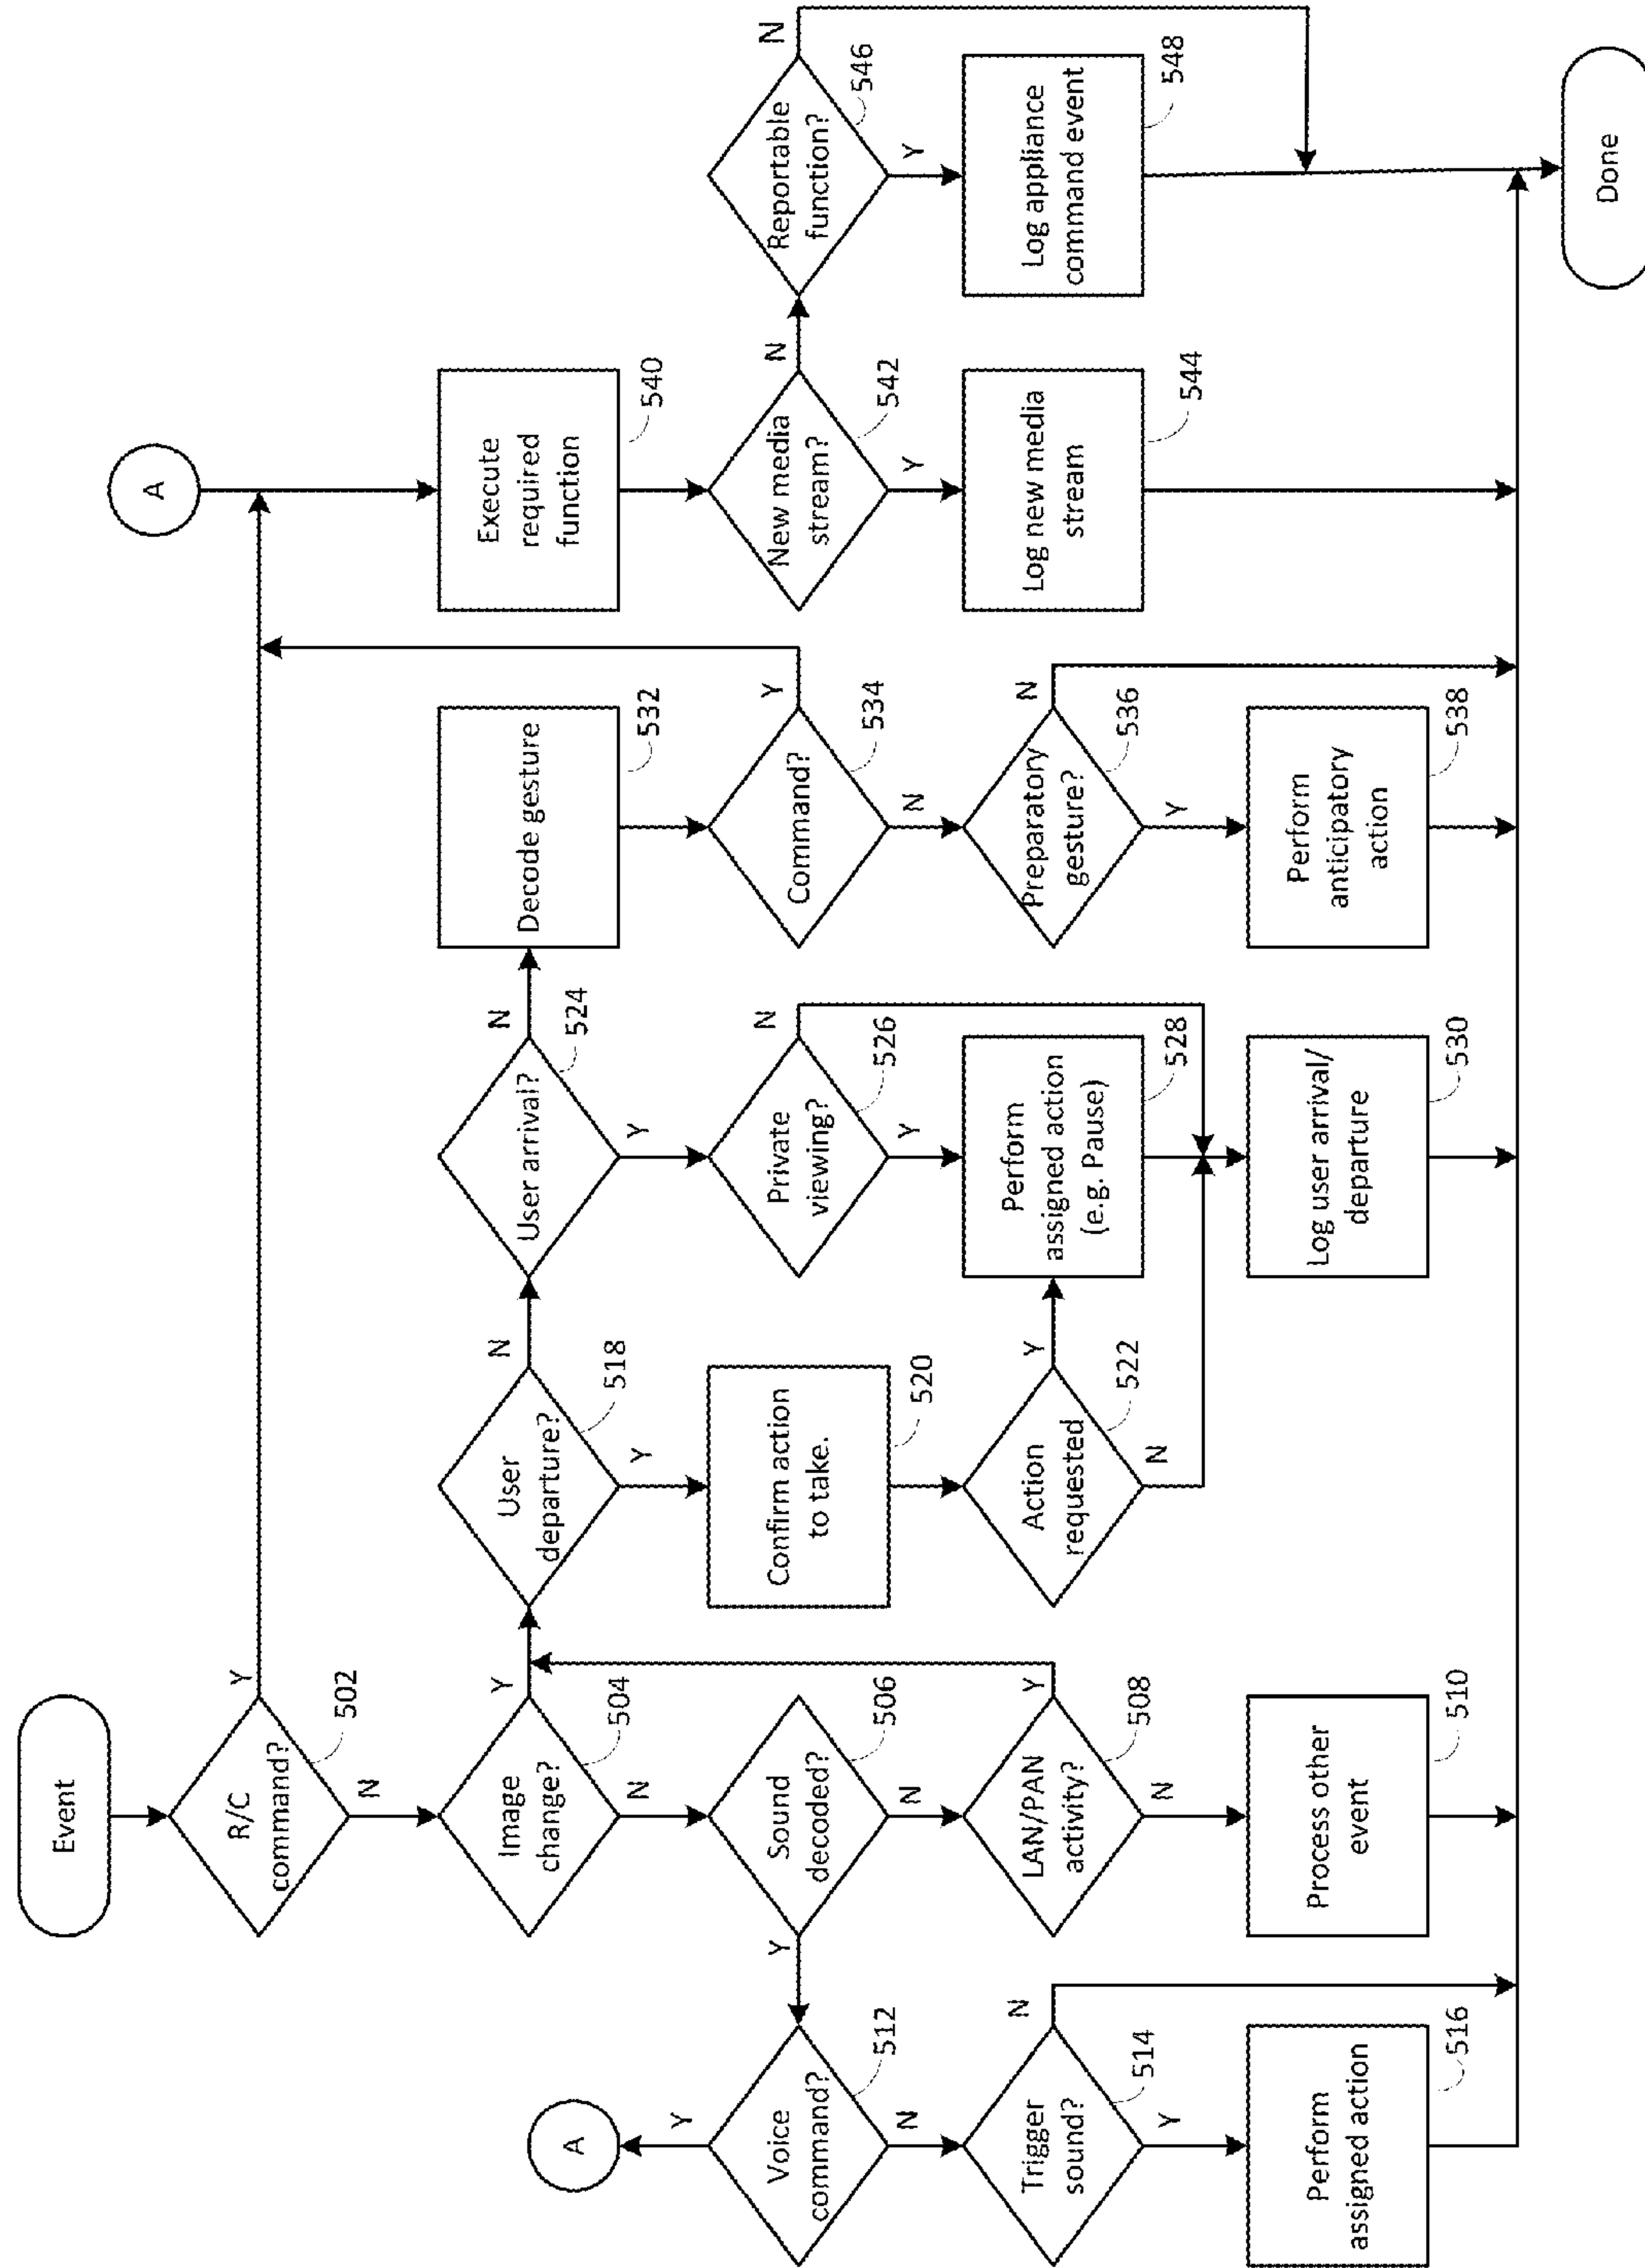 Event
R/C
command?
502
Y
N
Image
change?
504
Y
N
Sound
decoded?
506
Y
N
LAN/PAN
activity?
508
Y
N
Process other
event
510
A
Y
Voice
command?
512
N
Trigger
sound?
514
N
Y
Perform
assigned action
516
User
departure?
518
N
Y
Confirm action
to take.
520
Action
requested
522
Y
N
User arrival?
524
N
Y
Private
viewing?
526
N
Y
Perform
assigned action
(e.g. Pause)
528
Log user arrival/
departure
530
Decode gesture
532
Command?
534
Y
N
Preparatory
gesture?
536
N
Y
Perform
anticipatory
action
538
A
Execute
required
function
540
New media
stream?
542
N
Y
Log new media
stream
544
Reportable
function?
546
N
Y
Log appliance
command event
548
Done